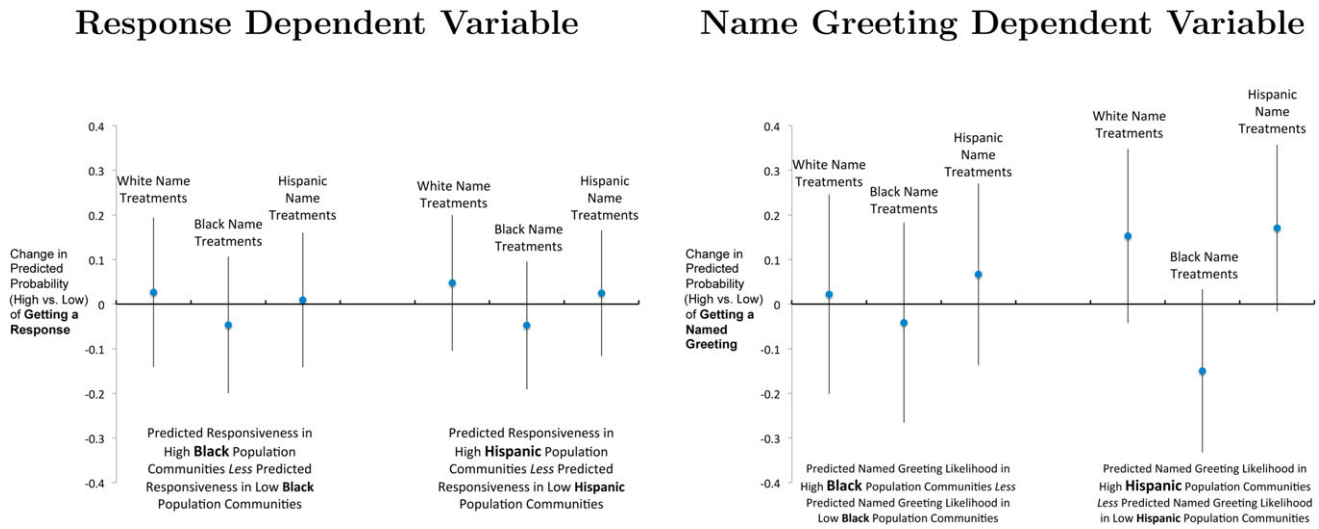 Response Dependent Variable
0.4
0.3
0.2
0.1
0
-0.1
-0.2
-0.3
-0.4
Change in
Predicted
Probability
(High vs. Low)
of Getting a
Response
White Name
Treatments
Black Name
Treatments
Hispanic
Name
Treatments
White Name
Treatments
Black Name
Treatments
Hispanic
Name
Treatments
Predicted Responsiveness in
High Black Population
Communities Less Predicted
Responsiveness in Low Black
Population Communities
Predicted Responsiveness in
High Hispanic Population
Communities Less Predicted
Responsiveness in Low Hispanic
Population Communities
Name Greeting Dependent Variable
0.4
0.3
0.2
0.1
0
-0.1
-0.2
-0.3
-0.4
Change in
Predicted
Probability
(High vs. Low)
of Getting a
Named
Greeting
White Name
Treatments
Black Name
Treatments
Hispanic
Name
Treatments
White Name
Treatments
Black Name
Treatments
Hispanic
Name
Treatments
Predicted Named Greeting Likelihood in
High Black Population Communities Less
Predicted Named Greeting Likelihood in
Low Black Population Communities
Predicted Named Greeting Likelihood in
High Hispanic Population Communities
Less Predicted Named Greeting Likelihood
in Low Hispanic Population Communities